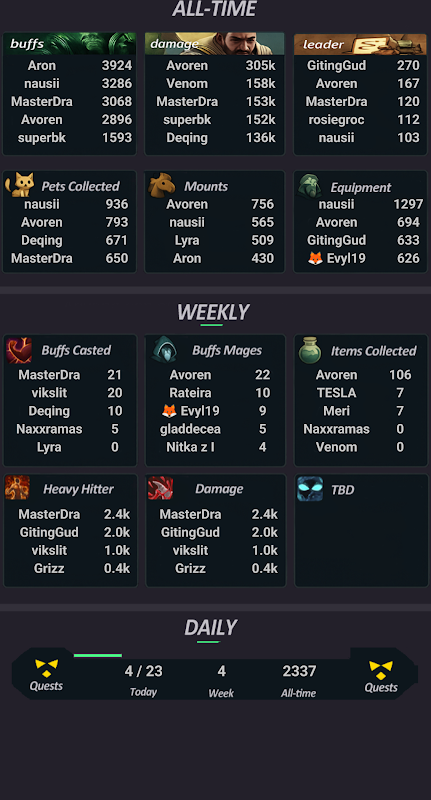 ALL-TIME
buffs
Aron 3924
nausii 3286
MasterDra 3068
Avoren 2896
superbk 1593
damage
Avoren 305k
Venom 158k
MasterDra 153k
superbk 152k
Deqing 136k
leader
GitingGud 270
Avoren 167
MasterDra 120
rosiegroc 112
nausii 103
Pets Collected
nausii 936
Avoren 793
Deqing 671
MasterDra 650
Mounts
Avoren 756
nausii 565
Lyra 509
Aron 430
Equipment
nausii 1297
Avoren 694
GitingGud 633
🦊 Evyl19 626
WEEKLY
Buffs Casted
MasterDra 21
vikslit 20
Deqing 10
Naxxramas 5
Lyra 0
Buffs Mages
Avoren 22
Rateira 10
🦊 Evyl19 9
gladdecea 5
Nitka z l 4
Items Collected
Avoren 106
TESLA 7
Meri 7
Naxxramas 0
Venom 0
Heavy Hitter
MasterDra 2.4k
GitingGud 2.0k
vikslit 1.0k
Grizz 0.4k
Damage
MasterDra 2.4k
GitingGud 2.0k
vikslit 1.0k
Grizz 0.4k
TBD
DAILY
Quests
4 / 23
Today
4
Week
2337
All-time
Quests